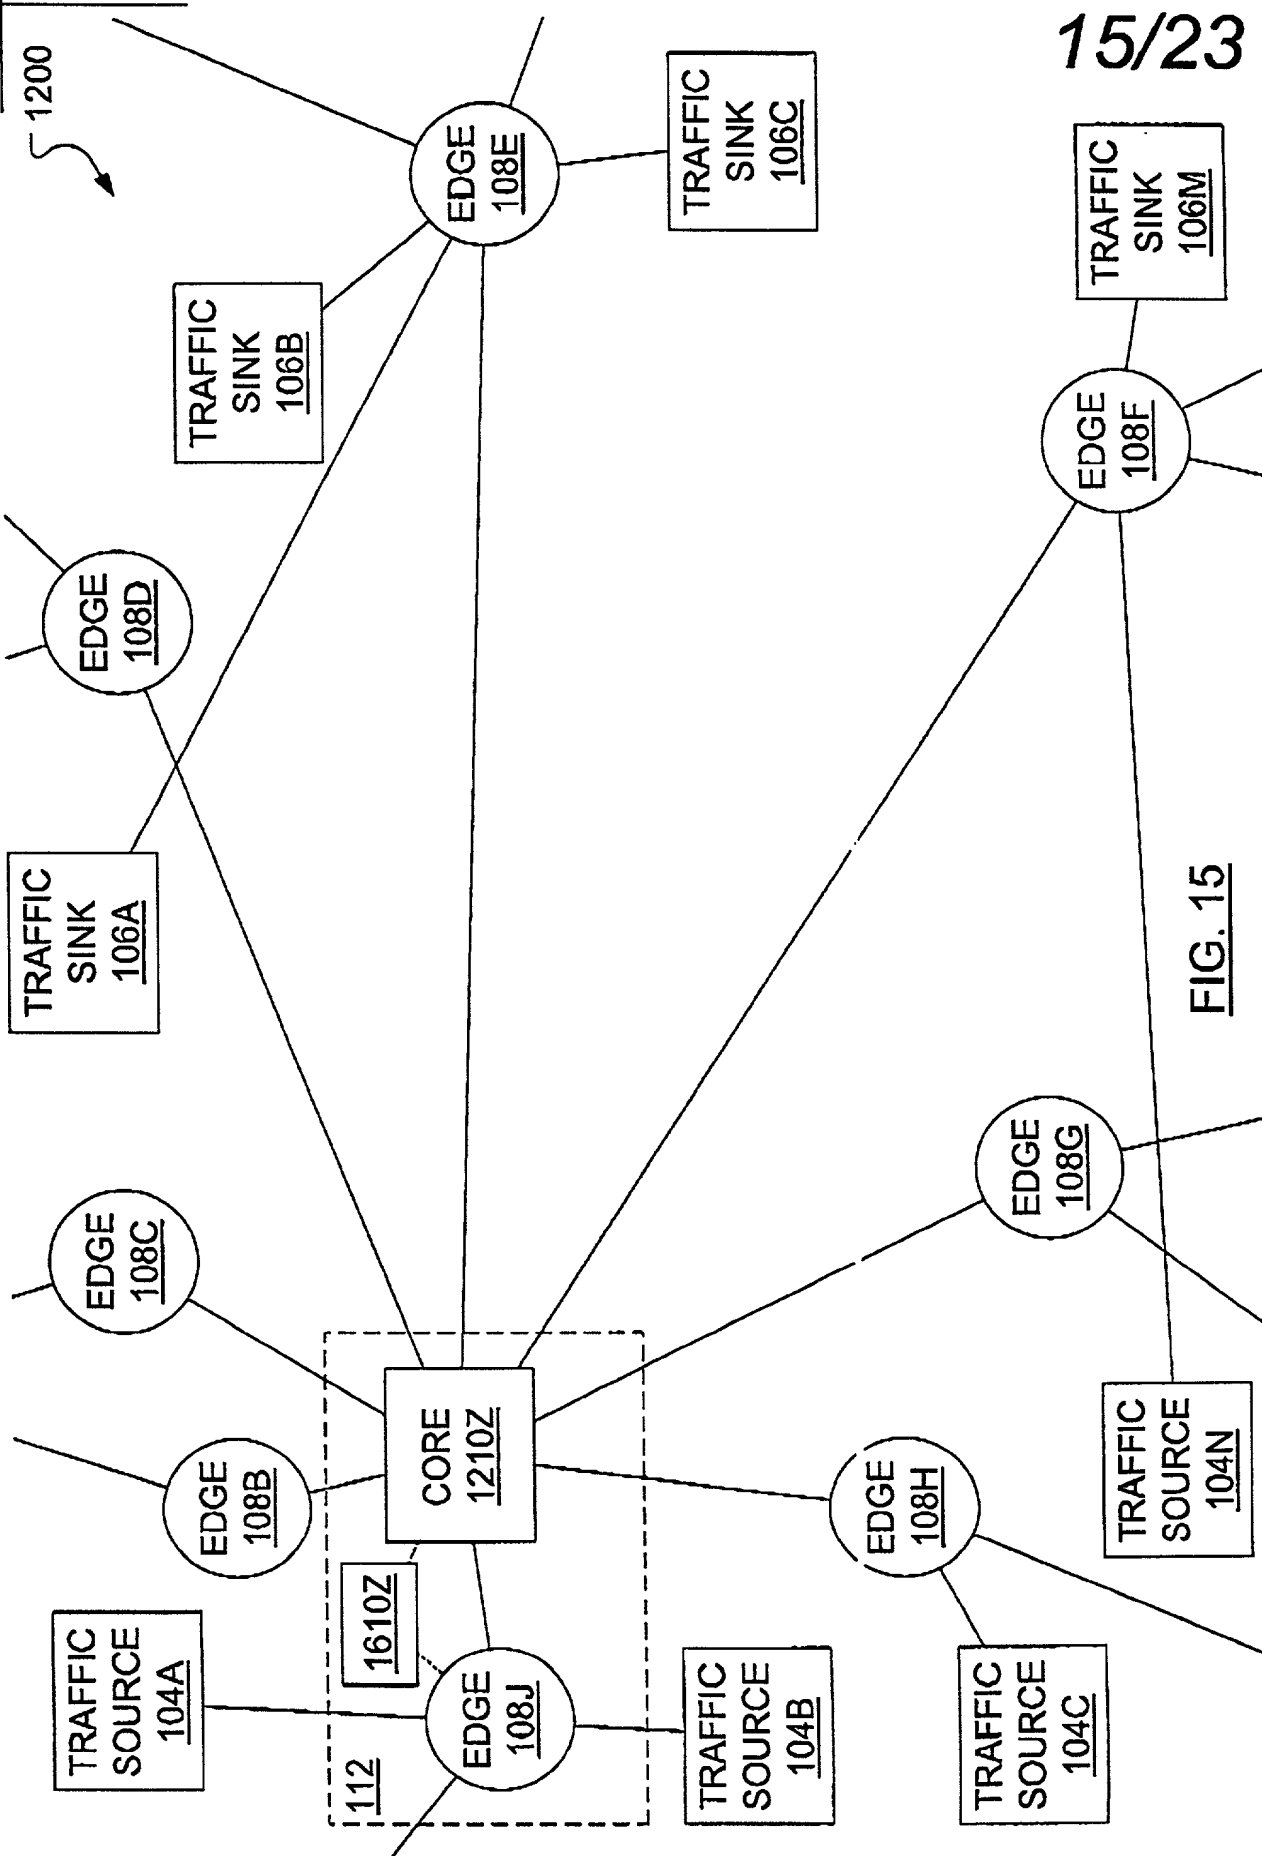 15/23
1200
TRAFFIC
SINK
106A
TRAFFIC
SINK
106B
TRAFFIC
SINK
106C
TRAFFIC
SINK
106M
EDGE
108B
EDGE
108C
EDGE
108D
EDGE
108E
EDGE
108F
EDGE
108G
EDGE
108H
EDGE
108J
CORE
1210Z
1610Z
112
TRAFFIC
SOURCE
104A
TRAFFIC
SOURCE
104B
TRAFFIC
SOURCE
104C
TRAFFIC
SOURCE
104N
FIG. 15